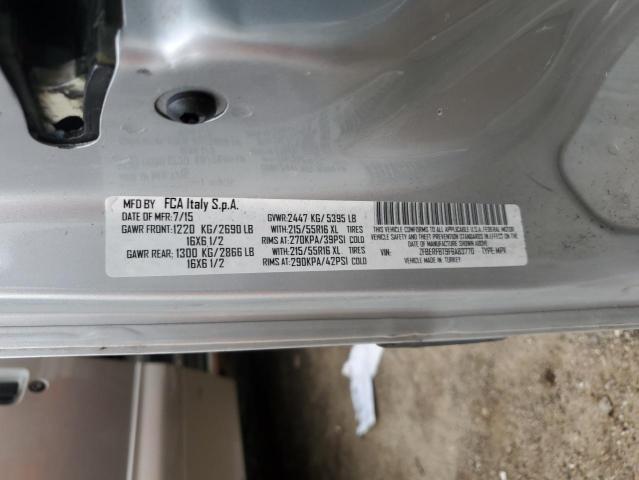 MFD BY FCA Italy S.p.A.
DATE OF MFR:7/15 GVWR:2447 KG/5395 LB
GAWR FRONT:1220 KG/2690 LB WITH:215/55R16 XL TIRES
16X6 1/2 RIMS AT:270KPA/39PSI COLD
GAWR REAR: 1300 KG/2866 LB WITH:215/55R16 XL TIRES
16X6 1/2 RIMS AT:290KPA/42PSI COLD
THIS VEHICLE CONFORMS TO ALL APPLICABLE
U.S.A. FEDERAL MOTOR VEHICLE SAFETY, BUMPER
AND THEFT PREVENTION STANDARDS IN EFFECT
ON THE DATE OF MANUFACTURE SHOWN ABOVE.
VIN: ZFBERFBT9F6A83770 TYPE:MPV
VEHICLE MADE IN: TURKEY